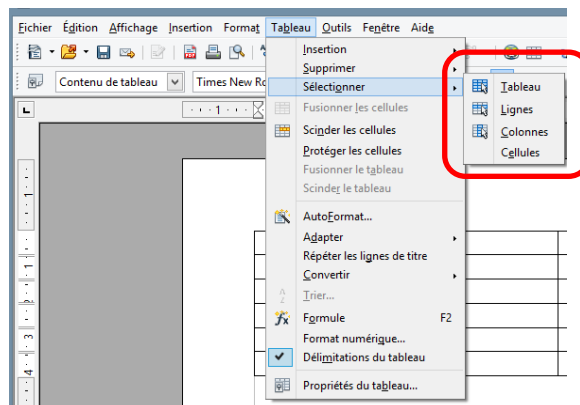 Fichier Édition Affichage Insertion Format Tableau Outils Fenêtre Aide
Contenu de tableau Times New Ro
Insertion
Supprimer
Sélectionner
Fusionner les cellules
Scinder les cellules
Protéger les cellules
Fusionner le tableau
Scinder le tableau
AutoFormat...
Adapter
Répéter les lignes de titre
Convertir
Trier...
Formule F2
Format numérique...
Délimitations du tableau
Propriétés du tableau...
Tableau
Lignes
Colonnes
Cellules